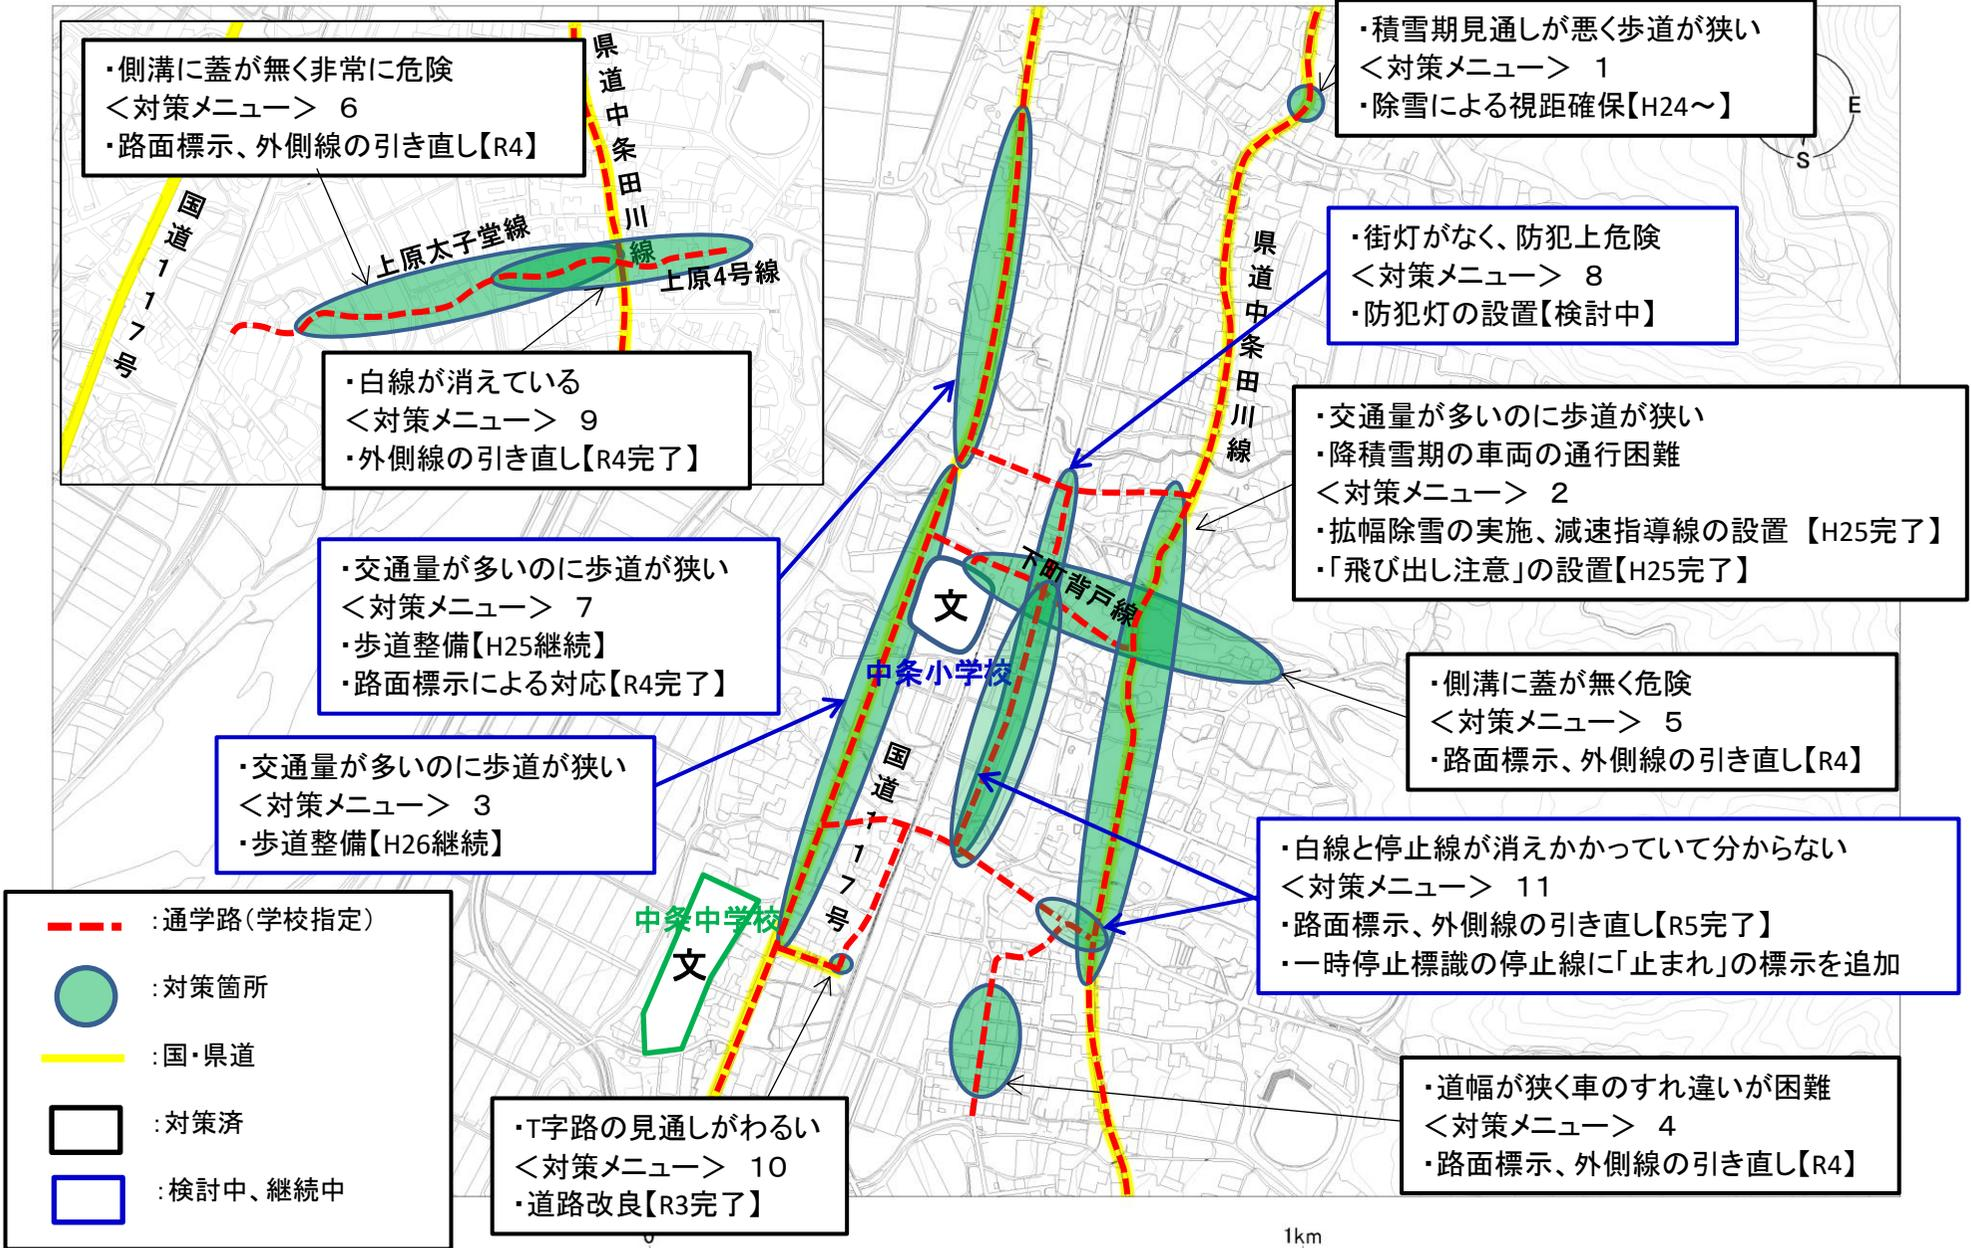 ・側溝に蓋が無く非常に危険
＜対策メニュー＞　6
・路面標示、外側線の引き直し【R4】
県道中条田川線
国道117号
上原太子堂線
上原4号線
・白線が消えている
＜対策メニュー＞　9
・外側線の引き直し【R4完了】
・積雪期見通しが悪く歩道が狭い
＜対策メニュー＞　1
・除雪による視距確保【H24～】
E
S
・街灯がなく、防犯上危険
＜対策メニュー＞　8
・防犯灯の設置【検討中】
県道中条田川線
・交通量が多いのに歩道が狭い
・降積雪期の車両の通行困難
＜対策メニュー＞　2
・拡幅除雪の実施、減速指導線の設置 【H25完了】
・「飛び出し注意」の設置【H25完了】
・交通量が多いのに歩道が狭い
＜対策メニュー＞　7
・歩道整備【H25継続】
・路面標示による対応【R4完了】
下町背戸線
文
中条小学校
・側溝に蓋が無く危険
＜対策メニュー＞　5
・路面標示、外側線の引き直し【R4】
・交通量が多いのに歩道が狭い
＜対策メニュー＞　3
・歩道整備【H26継続】
国道117号
・白線と停止線が消えかかっていて分からない
＜対策メニュー＞　11
・路面標示、外側線の引き直し【R5完了】
・一時停止標識の停止線に「止まれ」の標示を追加
中条中学校
文
：通学路（学校指定）
：対策箇所
：国・県道
：対策済
：検討中、継続中
・T字路の見通しがわるい
＜対策メニュー＞　10
・道路改良【R3完了】
・道幅が狭く車のすれ違いが困難
＜対策メニュー＞　4
・路面標示、外側線の引き直し【R4】
0
1km